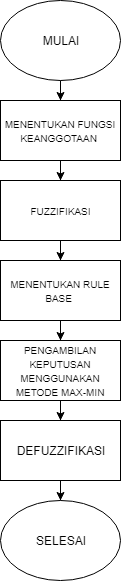 MULAI
MENENTUKAN FUNGSI
KEANGGOTAAN
FUZZIFIKASI
MENENTUKAN RULE
BASE
PENGAMBILAN
KEPUTUSAN
MENGGUNAKAN
METODE MAX-MIN
DEFUZZIFIKASI
SELESAI